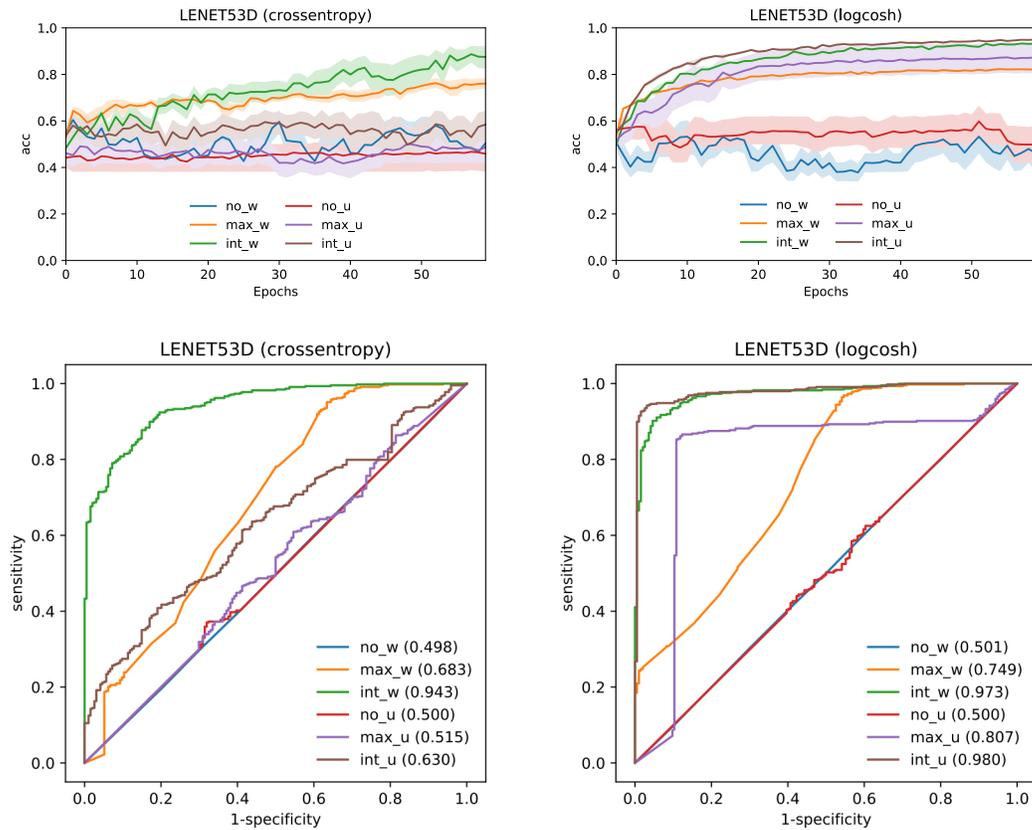 LENET53D (crossentropy)
1.0
0.8
0.6
0.4
0.2
0.0
acc
no_w
max_w
int_w
no_u
max_u
int_u
0 10 20 30 40 50
Epochs
LENET53D (logcosh)
1.0
0.8
0.6
0.4
0.2
0.0
acc
no_w
max_w
int_w
no_u
max_u
int_u
0 10 20 30 40 50
Epochs
LENET53D (crossentropy)
1.0
0.8
0.6
0.4
0.2
0.0
sensitivity
no_w (0.498)
max_w (0.683)
int_w (0.943)
no_u (0.500)
max_u (0.515)
int_u (0.630)
0.0 0.2 0.4 0.6 0.8 1.0
1-specificity
LENET53D (logcosh)
1.0
0.8
0.6
0.4
0.2
0.0
sensitivity
no_w (0.501)
max_w (0.749)
int_w (0.973)
no_u (0.500)
max_u (0.807)
int_u (0.980)
0.0 0.2 0.4 0.6 0.8 1.0
1-specificity